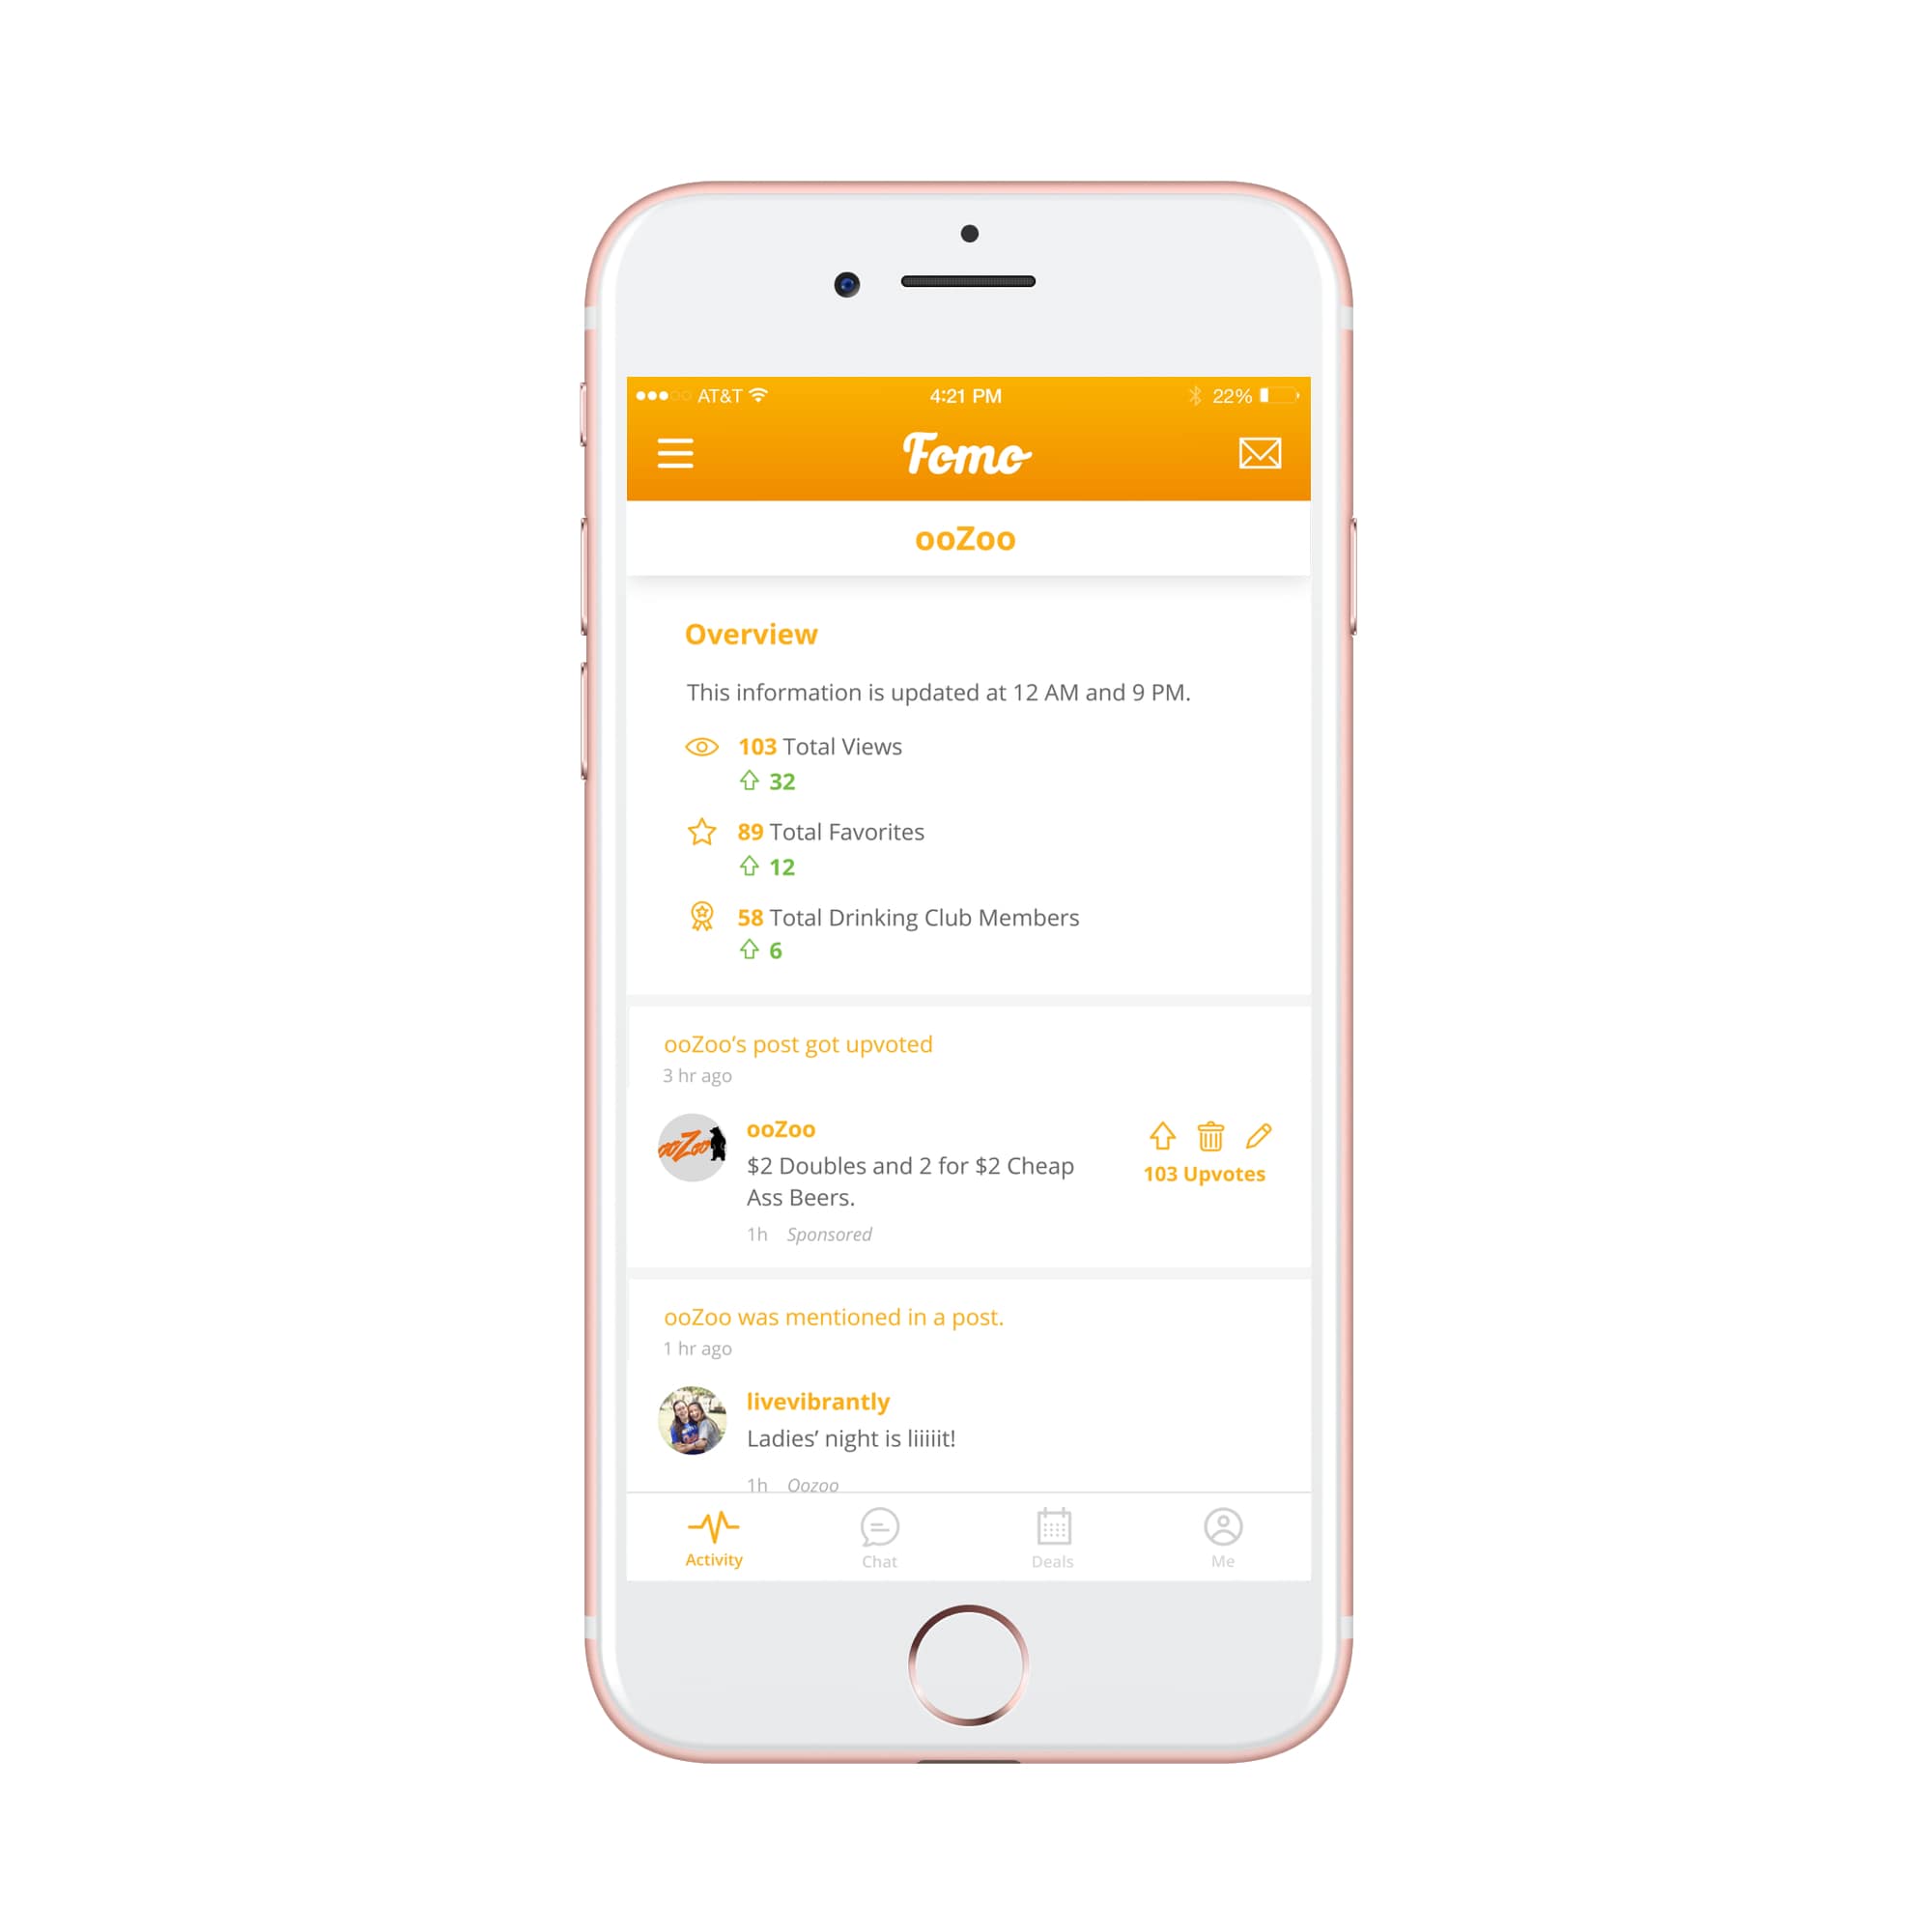 AT&T 4:21 PM 22%
Fomo
ooZoo
Overview
This information is updated at 12 AM and 9 PM.
103 Total Views
32
89 Total Favorites
12
58 Total Drinking Club Members
6
ooZoo’s post got upvoted
3 hr ago
ooZoo
ooZoo
$2 Doubles and 2 for $2 Cheap
Ass Beers.
103 Upvotes
1h Sponsored
ooZoo was mentioned in a post.
1 hr ago
livevibrantly
Ladies’ night is liiiiit!
1h Oozoo
Activity Chat Deals Me